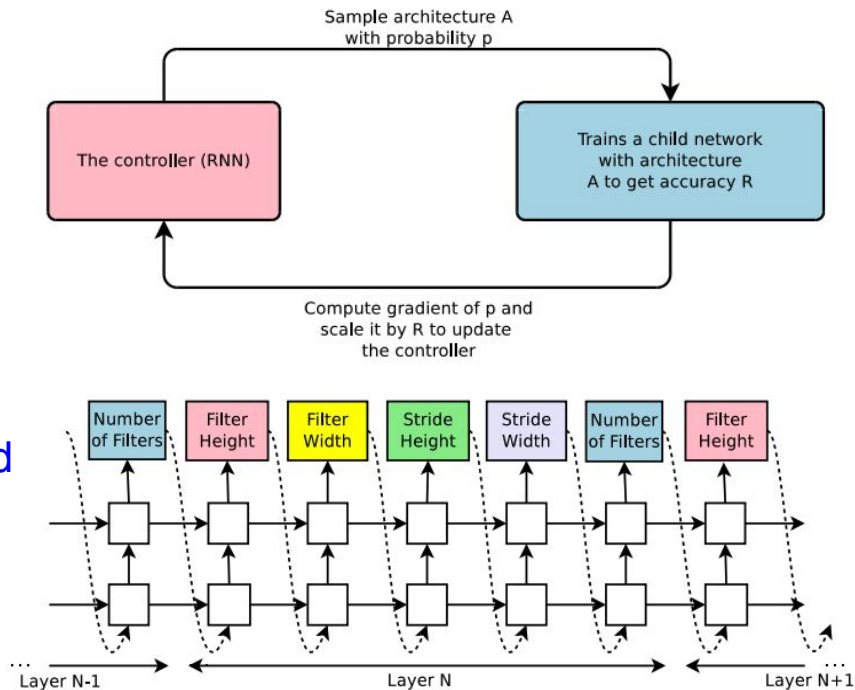 Sample architecture A
with probability p
The controller (RNN)
Trains a child network
with architecture
A to get accuracy R
Compute gradient of p and
scale it by R to update
the controller
Number
of Filters
Filter
Height
Filter
Width
Stride
Height
Stride
Width
Number
of Filters
Filter
Height
d
... Layer N-1
Layer N
Layer N+1 ...